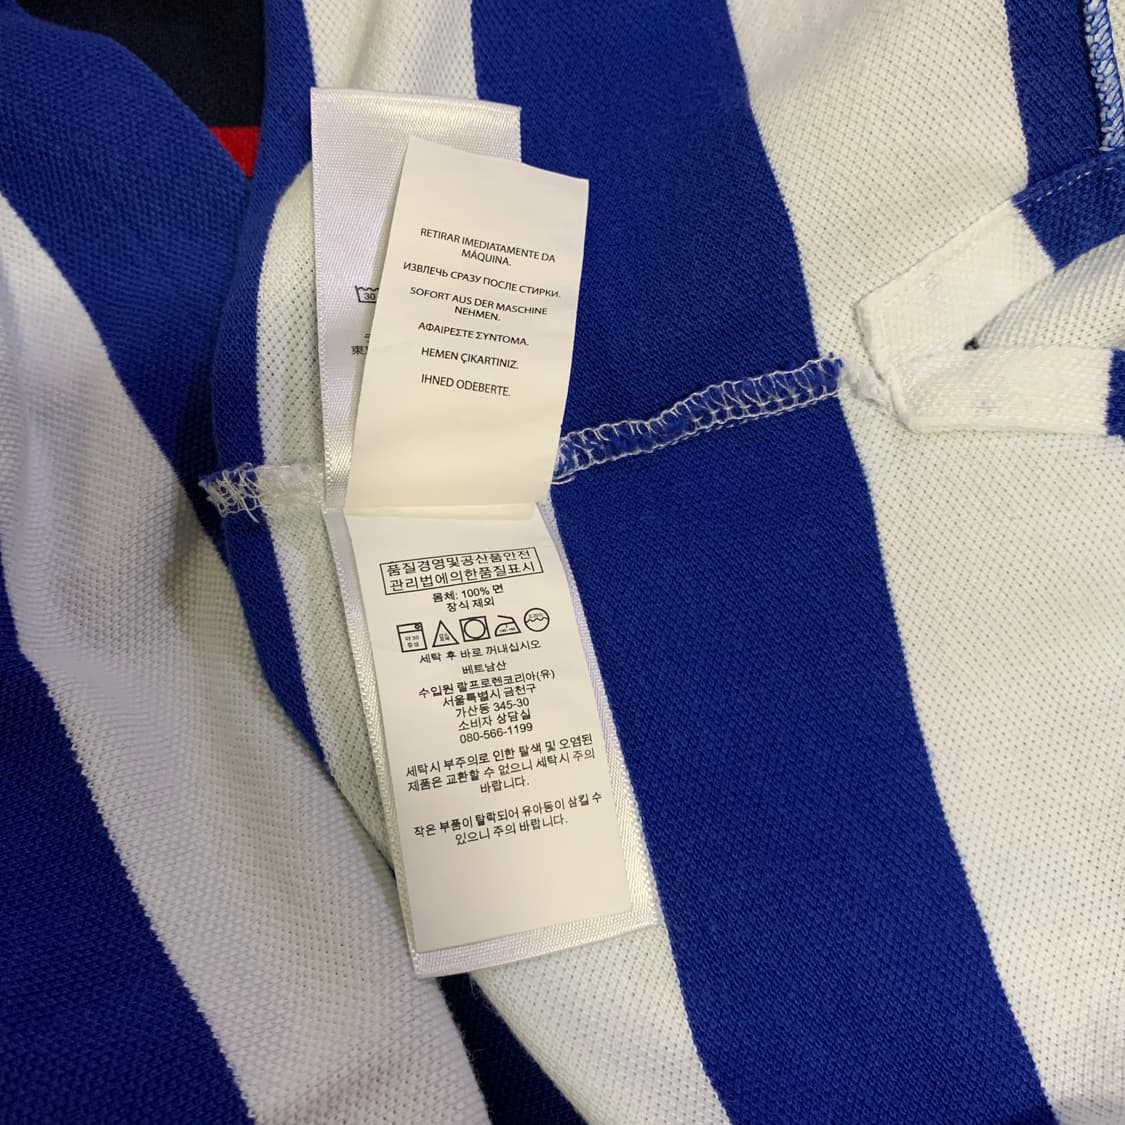 RETIRAR IMEDIATAMENTE DA
MÁQUINA.
ИЗВЛЕЧЬ СРАЗУ ПОСЛЕ СТИРКИ.
SOFORT AUS DER MASCHINE
NEHMEN.
ΑΦΑΙΡΕΣΤΕ ΣΥΝΤΟΜΑ.
HEMEN ÇIKARTINIZ.
IHNED ODEBERTE.
30
東
품질경영및공산품안전
관리법에의한품질표시
몸체: 100% 면
장식 제외
약 30
중성
세탁 후 바로 꺼내십시오
베트남산
수입원 랄프로렌코리아(유)
서울특별시 금천구
가산동 345-30
소비자 상담실
080-566-1199
세탁시 부주의로 인한 탈색 및 오염된
제품은 교환할 수 없으니 세탁시 주의
바랍니다.
작은 부품이 탈락되어 유아동이 삼킬 수
있으니 주의 바랍니다.